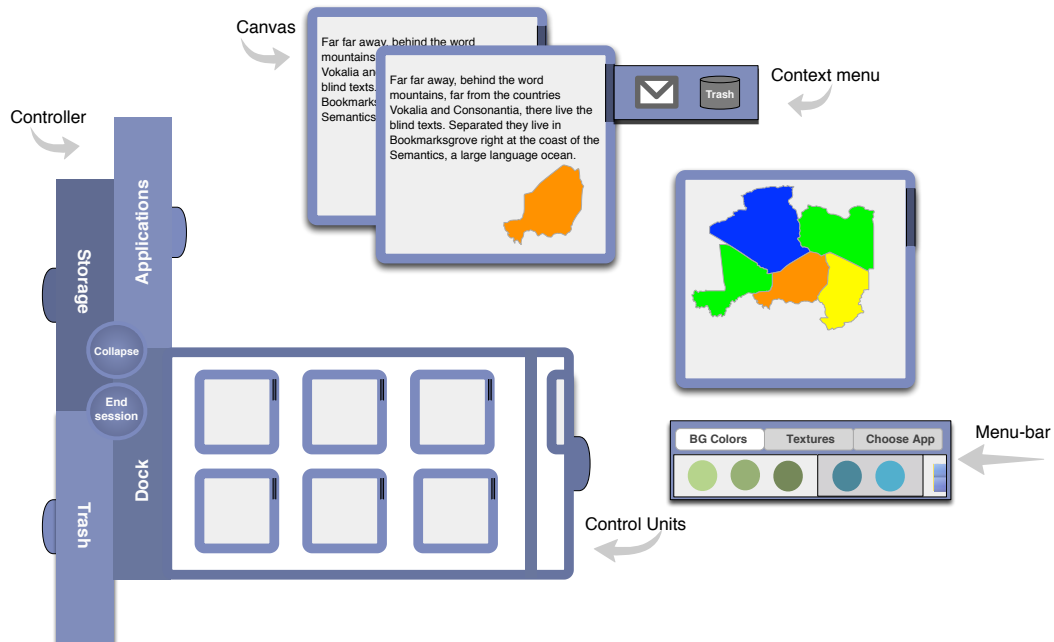 Canvas
Far far away, behind the word
mountains
Vokalia and
blind texts.
Bookmarks
Semantics
Far far away, behind the word
mountains, far from the countries
Vokalia and Consonantia, there live the
blind texts. Separated they live in
Bookmarksgrove right at the coast of the
Semantics, a large language ocean.
Trash
Context menu
Controller
Applications
Storage
Collapse
End
session
Dock
Trash
BG Colors
Textures
Choose App
Menu-bar
Control Units